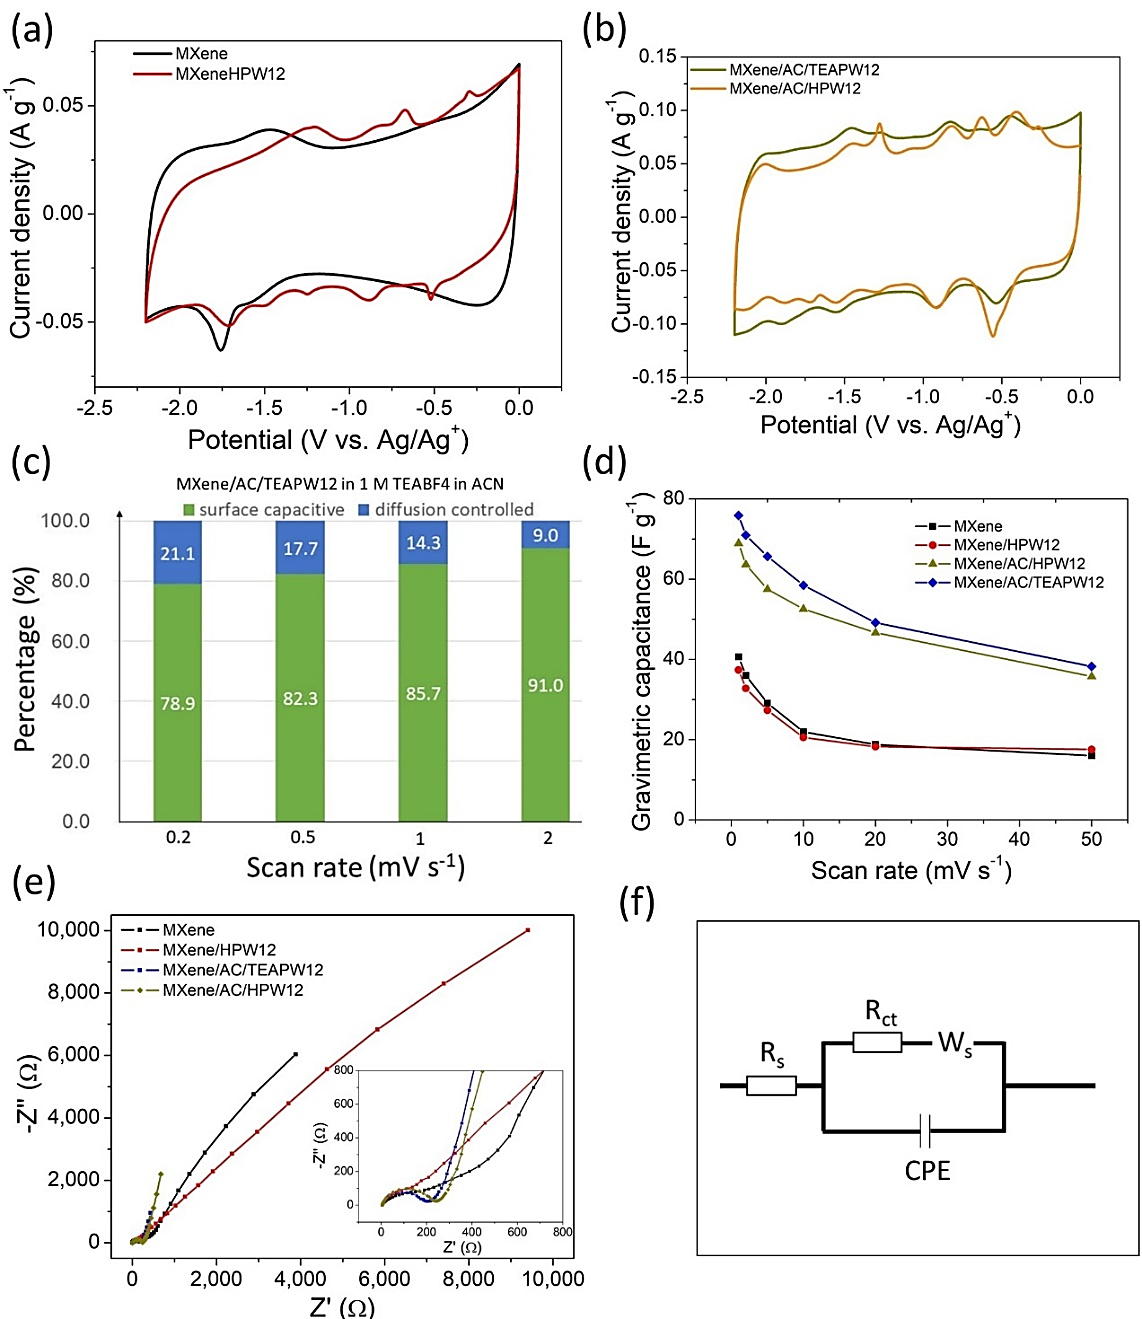 (a)
MXene
MXeneHPW12
0.05
0.00
-0.05
Current density (A g⁻¹)
-2.5 -2.0 -1.5 -1.0 -0.5 0.0
Potential (V vs. Ag/Ag⁺)
(b)
MXene/AC/TEAPW12
MXene/AC/HPW12
0.15
0.10
0.05
0.00
-0.05
-0.10
-0.15
Current density (A g⁻¹)
-2.5 -2.0 -1.5 -1.0 -0.5 0.0
Potential (V vs. Ag/Ag⁺)
(c)
MXene/AC/TEAPW12 in 1 M TEABF4 in ACN
surface capacitive diffusion controlled
100.0
80.0
60.0
40.0
20.0
0.0
Percentage (%)
21.1 17.7 14.3 9.0
78.9 82.3 85.7 91.0
0.2 0.5 1 2
Scan rate (mV s⁻¹)
(d)
MXene
MXene/HPW12
MXene/AC/HPW12
MXene/AC/TEAPW12
80
60
40
20
0
Gravimetric capacitance (F g⁻¹)
0 10 20 30 40 50
Scan rate (mV s⁻¹)
(e)
MXene
MXene/HPW12
MXene/AC/TEAPW12
MXene/AC/HPW12
10,000
8,000
6,000
4,000
2,000
0
-Z" (Ω)
0 2,000 4,000 6,000 8,000 10,000
Z' (Ω)
800
600
400
200
0
-Z" (Ω)
0 200 400 600 800
Z' (Ω)
(f)
Rct
Rs
Ws
CPE